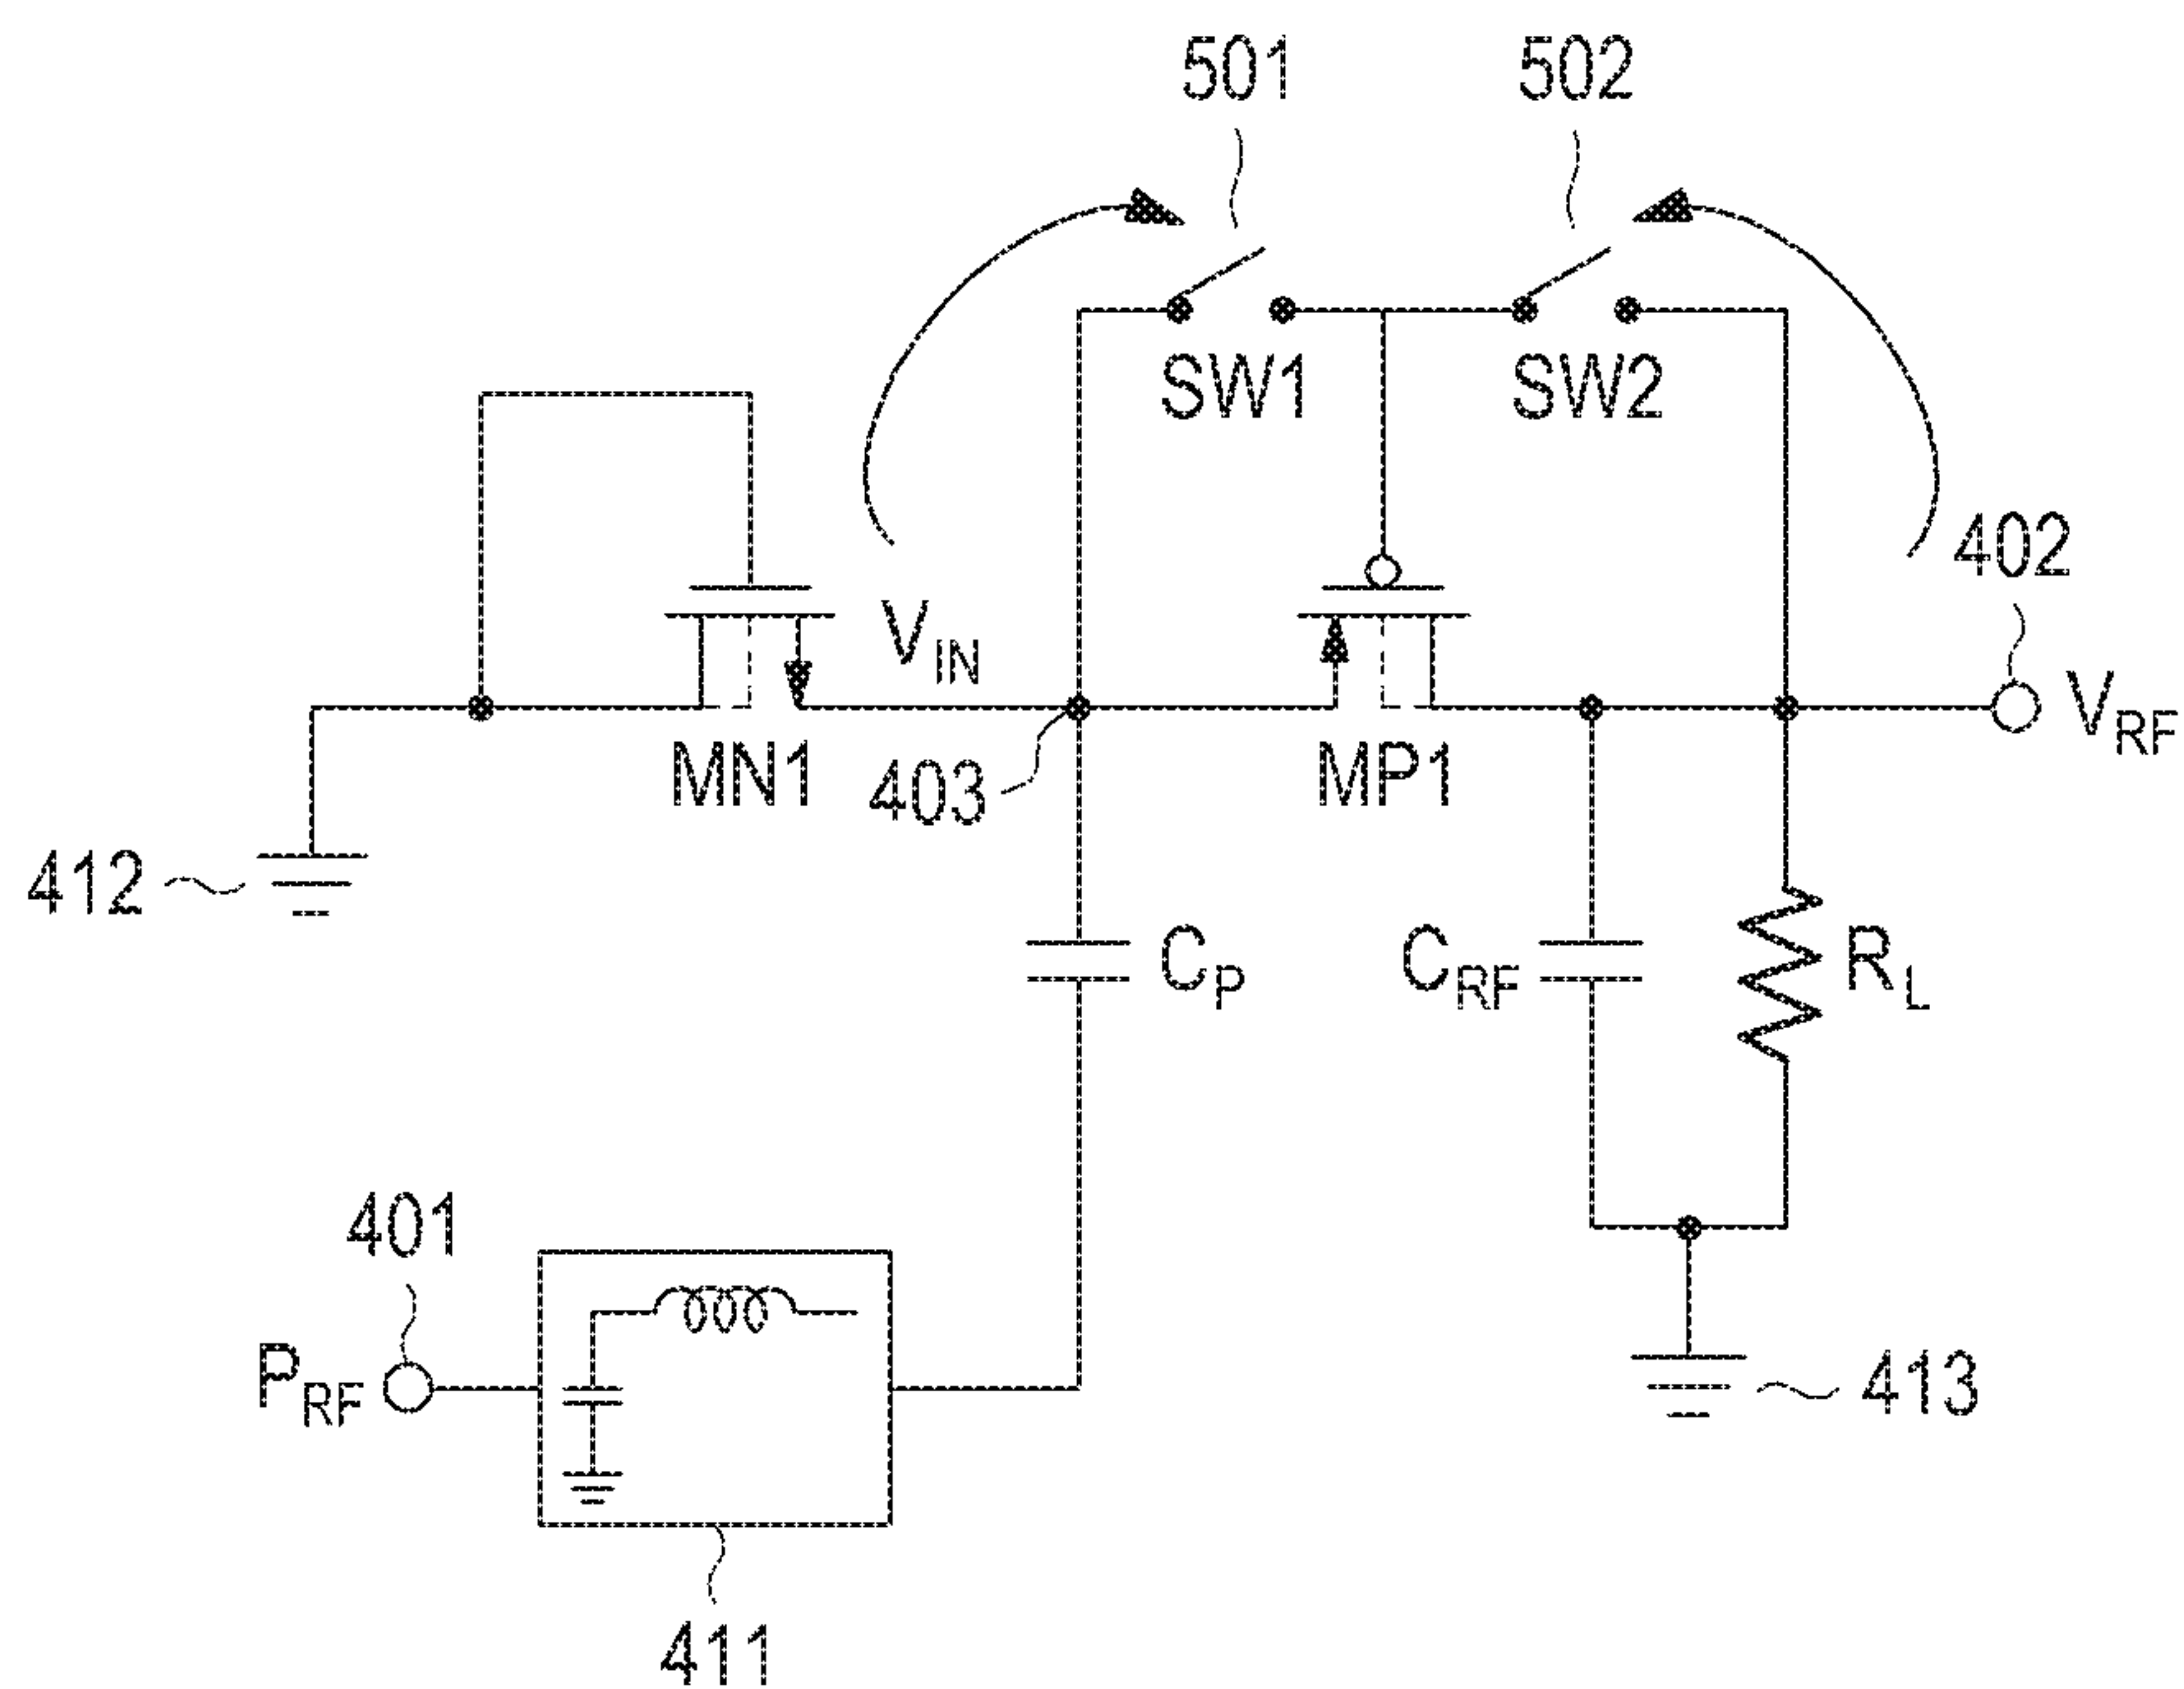 501 502
SW1 SW2
402
V_IN V_RF
MN1 403 MP1
412
C_P C_RF R_L
401
P_RF 413
411